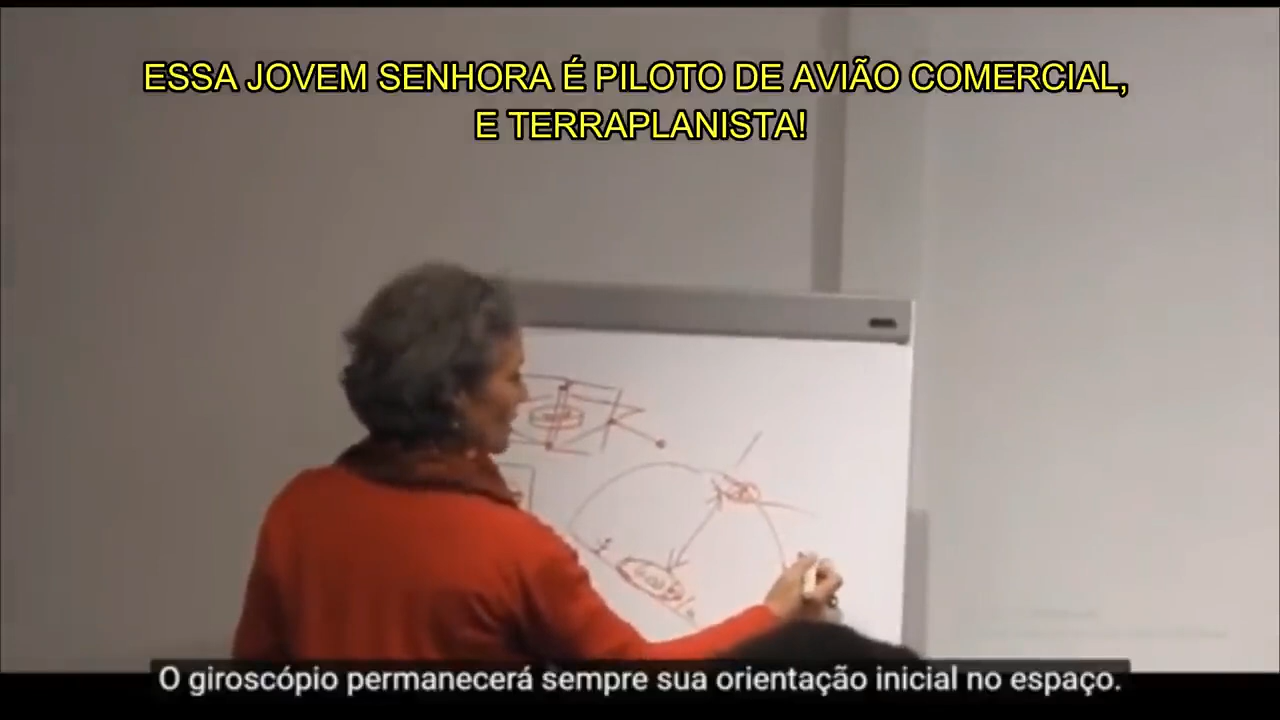 ESSA JOVEM SENHORA É PILOTO DE AVIÃO COMERCIAL,
E TERRAPLANISTA!
O giroscópio permanecerá sempre sua orientação inicial no espaço.